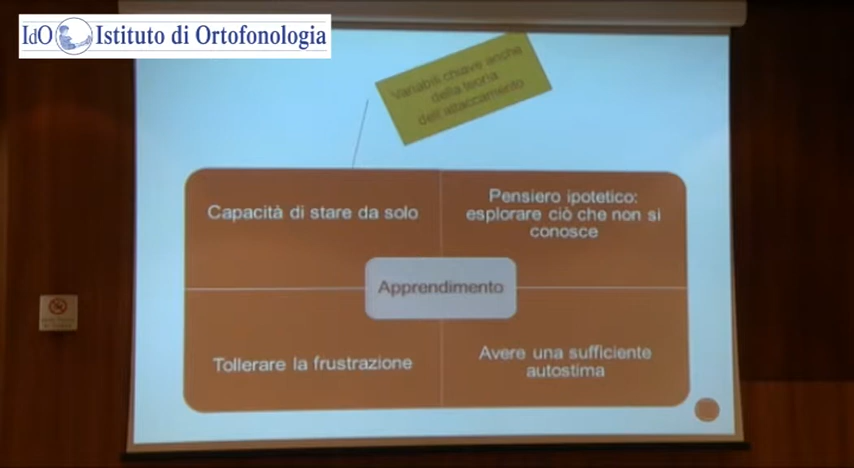 IdO Istituto di Ortofonologia
Variabili chiave anche
della teoria
dell'attaccamento
Capacità di stare da solo
Pensiero ipotetico:
esplorare ciò che non si
conosce
Apprendimento
Tollerare la frustrazione
Avere una sufficiente
autostima